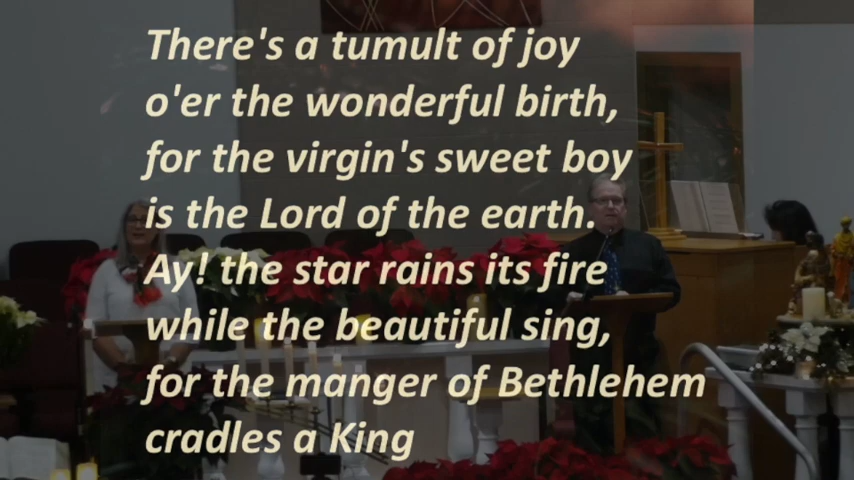 There's a tumult of joy
o'er the wonderful birth,
for the virgin's sweet boy
is the Lord of the earth.
Ay! the star rains its fire
while the beautiful sing,
for the manger of Bethlehem
cradles a King